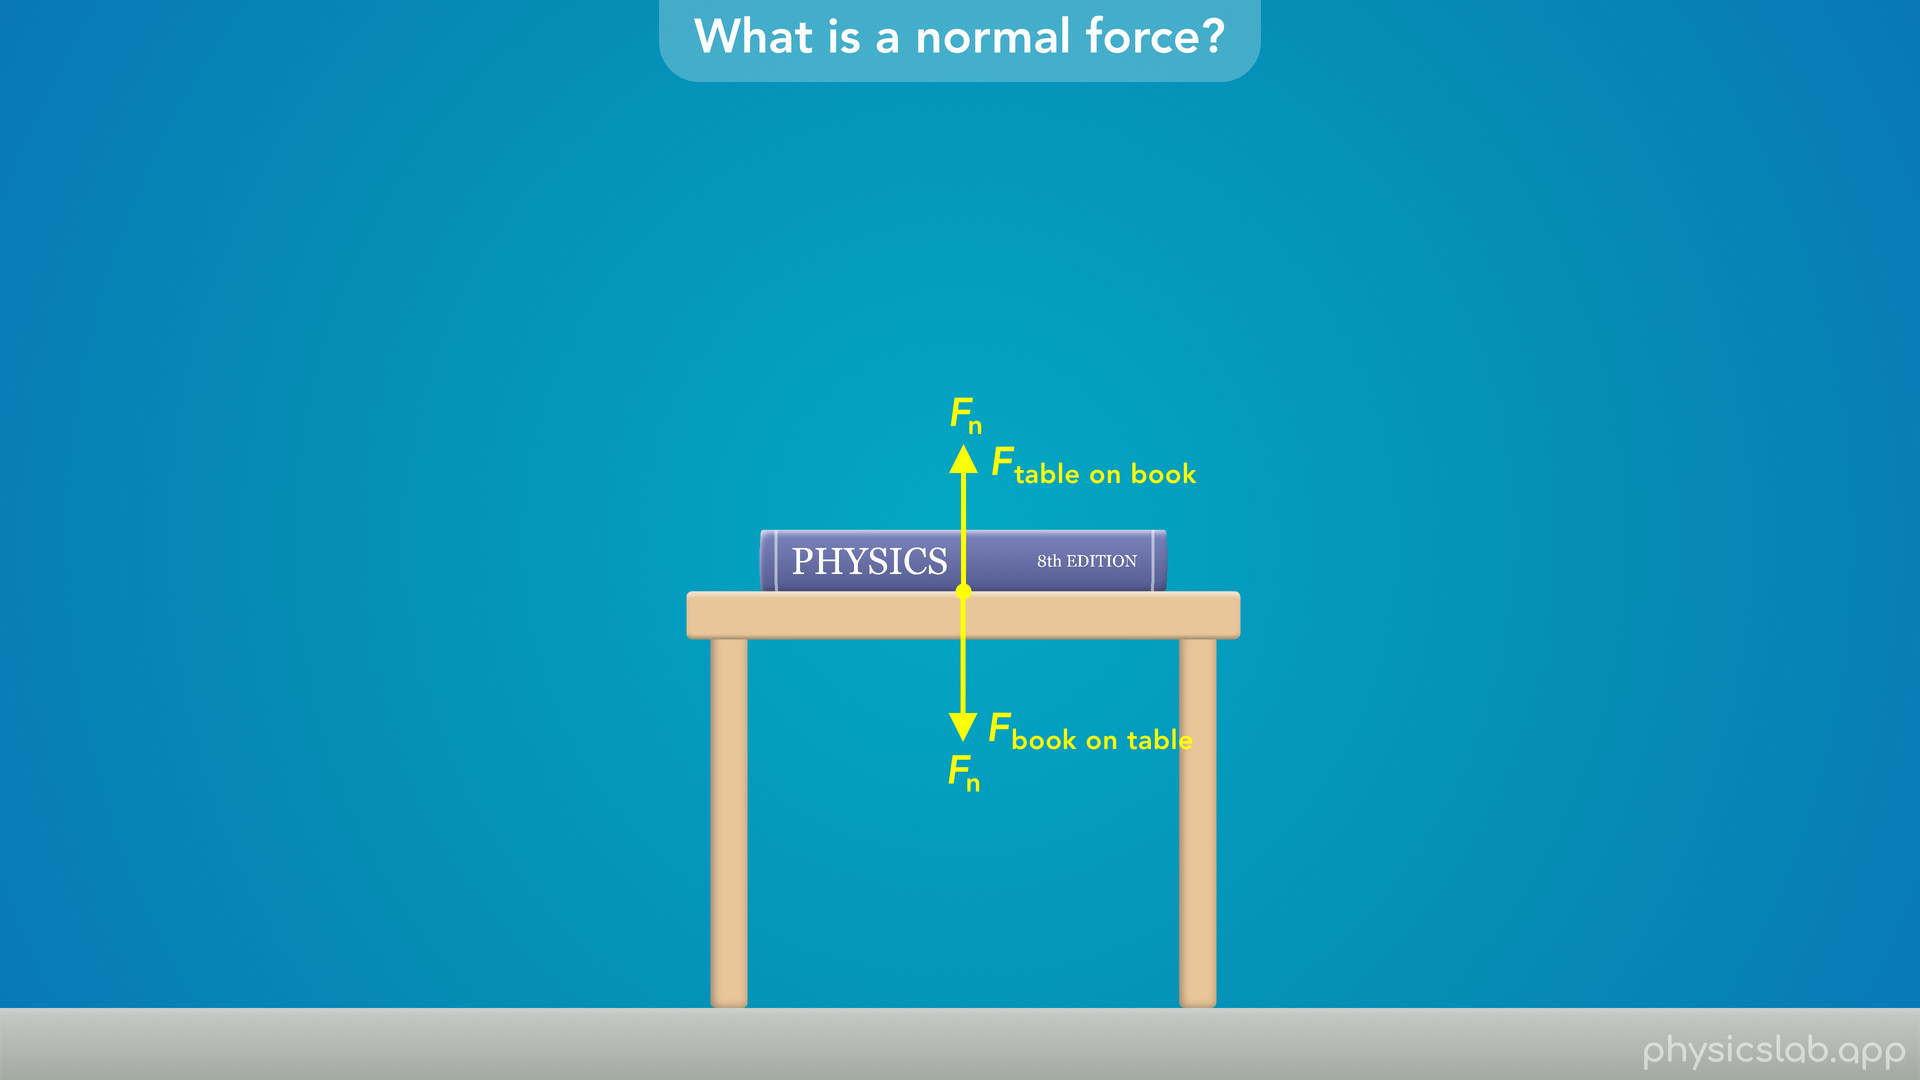 What is a normal force?
Fn
Ftable on book
PHYSICS 8th EDITION
Fbook on table
Fn
physicslab.app